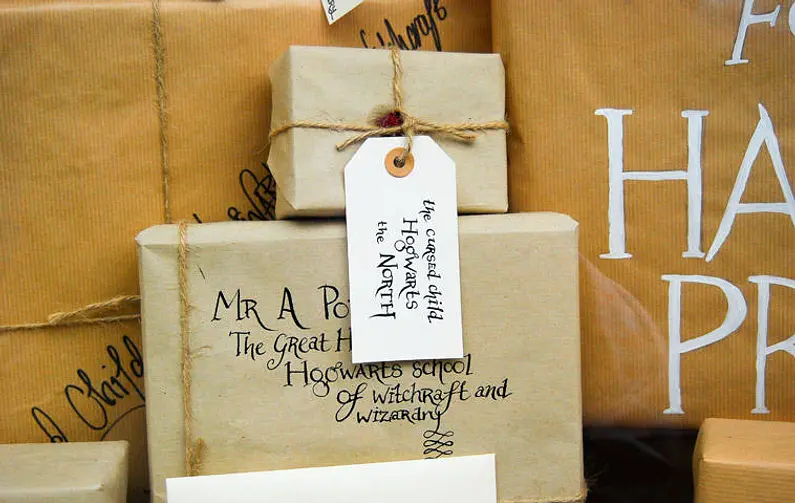 the cursed child
Hogwarts
the NORTH
MR A Po
The Great H
Hogwarts school
of witchcraft and
wizardry
Child
HA
PR